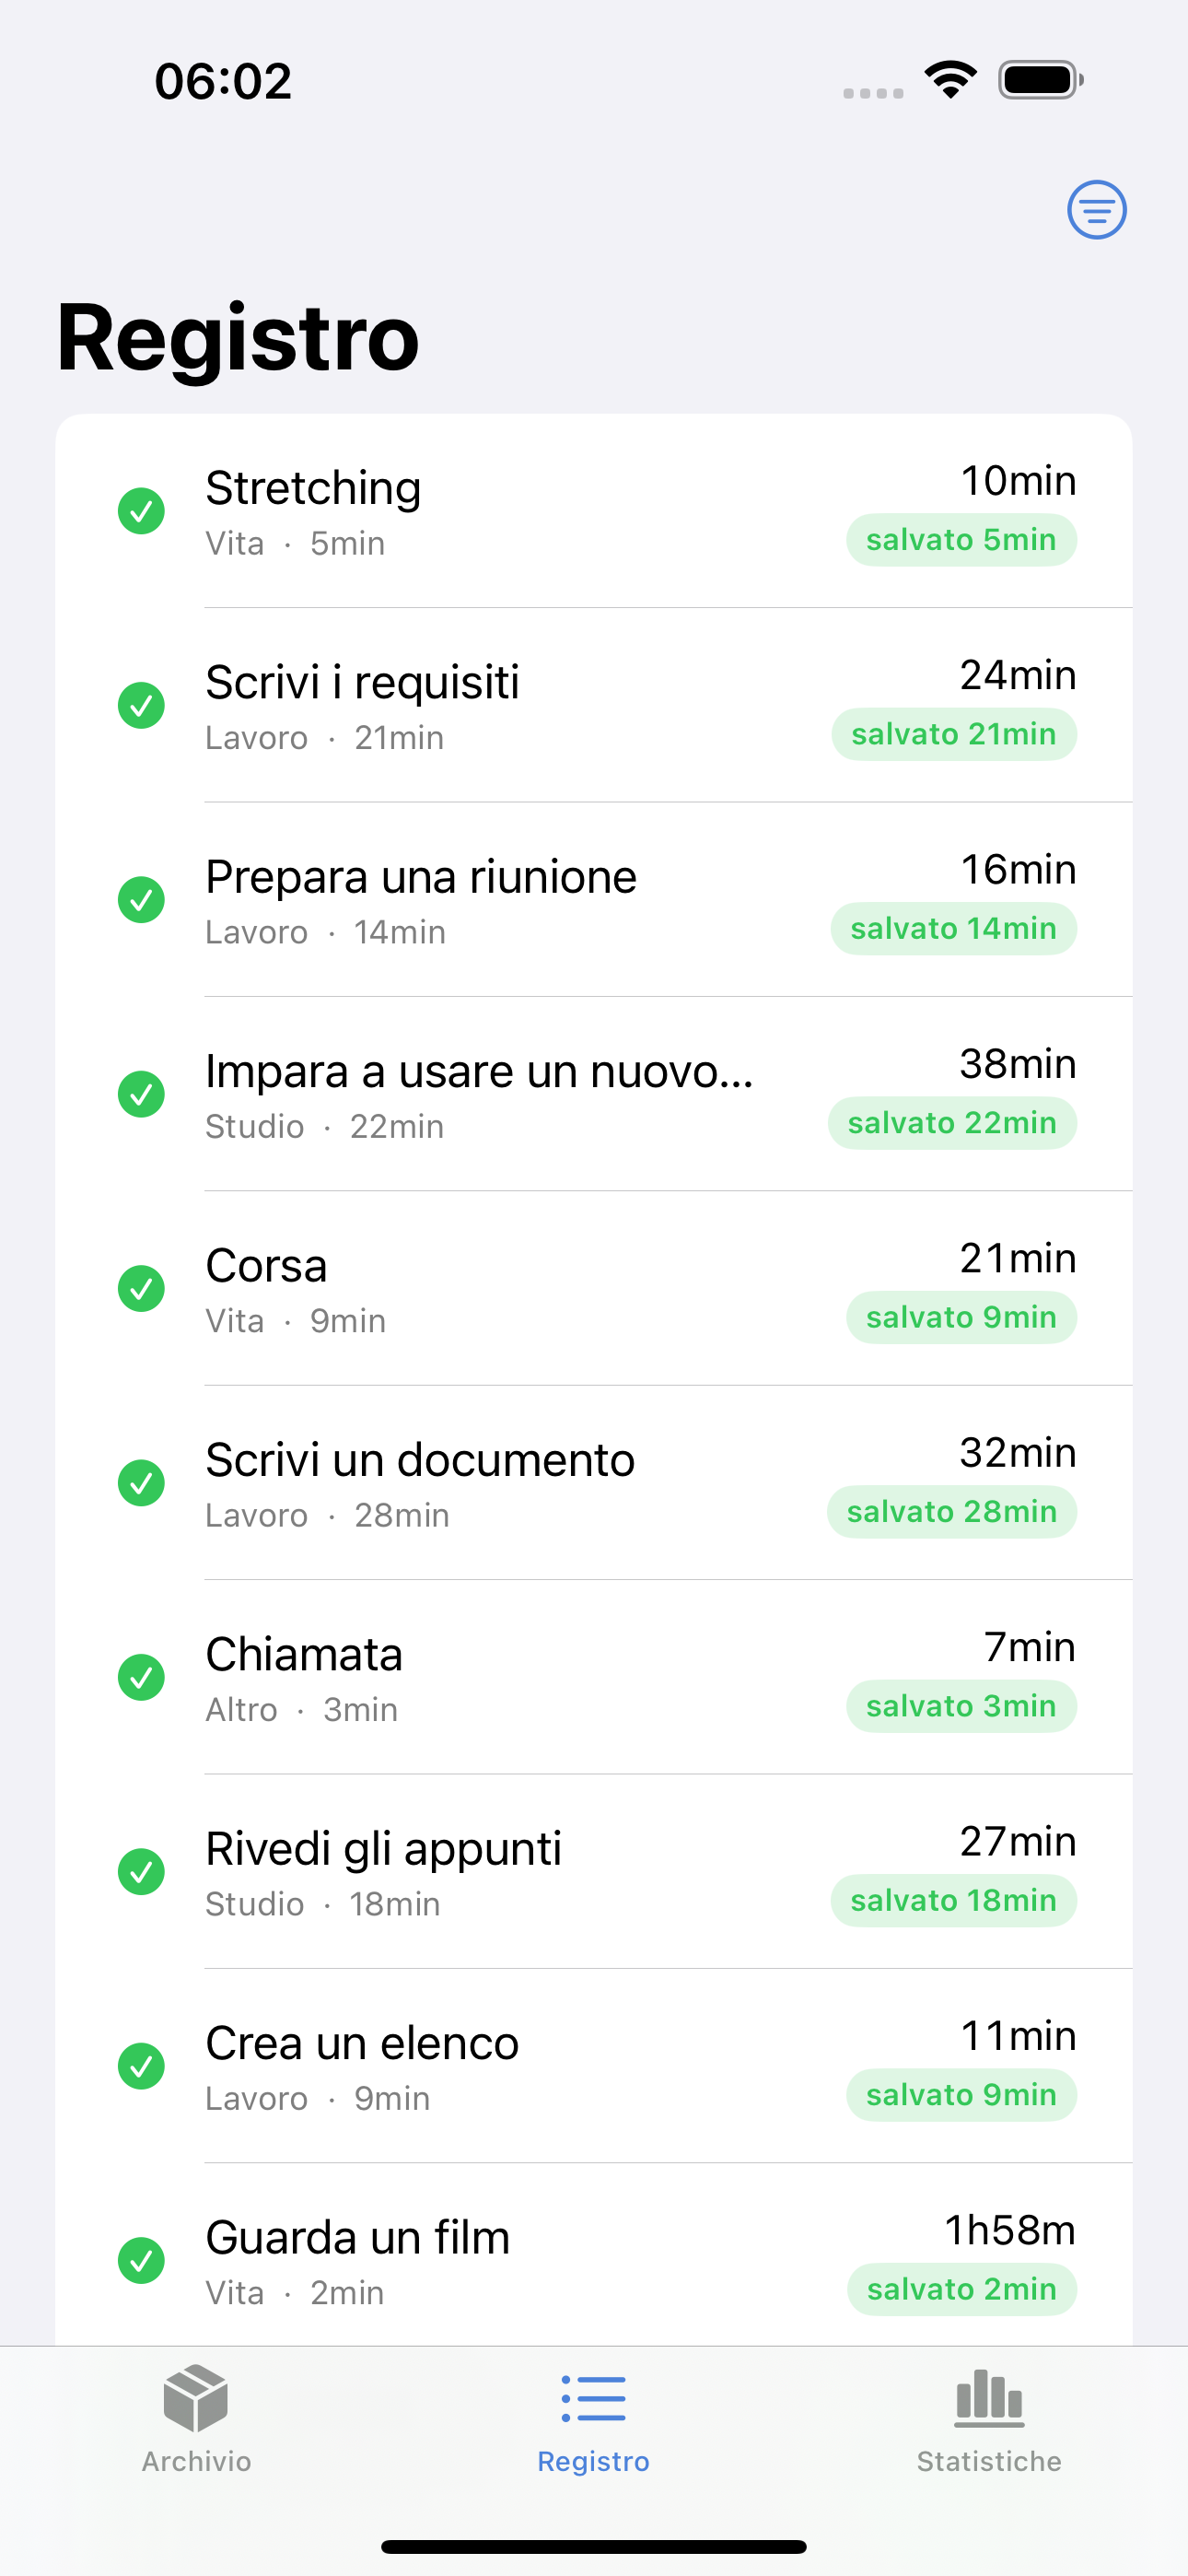 06:02
Registro
Stretching
10min
Vita · 5min
salvato 5min
Scrivi i requisiti
24min
Lavoro · 21min
salvato 21min
Prepara una riunione
16min
Lavoro · 14min
salvato 14min
Impara a usare un nuovo...
38min
Studio · 22min
salvato 22min
Corsa
21min
Vita · 9min
salvato 9min
Scrivi un documento
32min
Lavoro · 28min
salvato 28min
Chiamata
7min
Altro · 3min
salvato 3min
Rivedi gli appunti
27min
Studio · 18min
salvato 18min
Crea un elenco
11min
Lavoro · 9min
salvato 9min
Guarda un film
1h58m
Vita · 2min
salvato 2min
Archivio
Registro
Statistiche